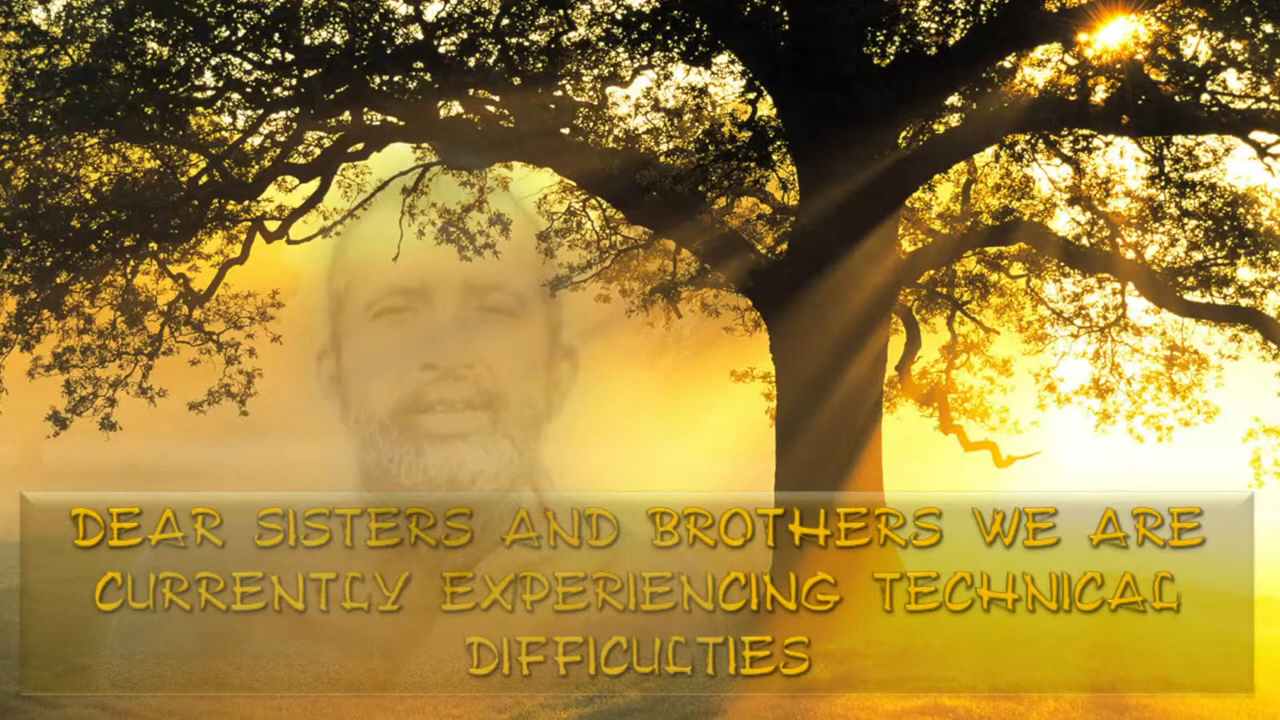 DEAR SISTERS AND BROTHERS WE ARE
CURRENTLY EXPERIENCING TECHNICAL
DIFFICULTIES